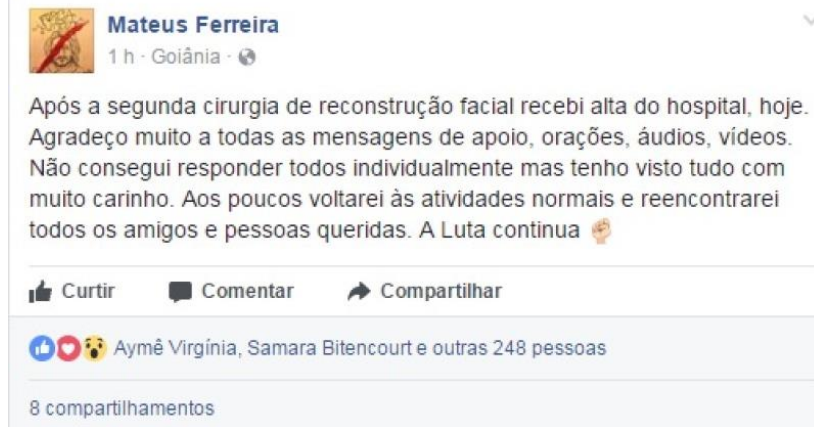 Mateus Ferreira
1 h · Goiânia ·
Após a segunda cirurgia de reconstrução facial recebi alta do hospital, hoje.
Agradeço muito a todas as mensagens de apoio, orações, áudios, vídeos.
Não consegui responder todos individualmente mas tenho visto tudo com
muito carinho. Aos poucos voltarei às atividades normais e reencontrarei
todos os amigos e pessoas queridas. A Luta continua ✊🏻
Curtir Comentar Compartilhar
Aymê Virgínia, Samara Bitencourt e outras 248 pessoas
8 compartilhamentos